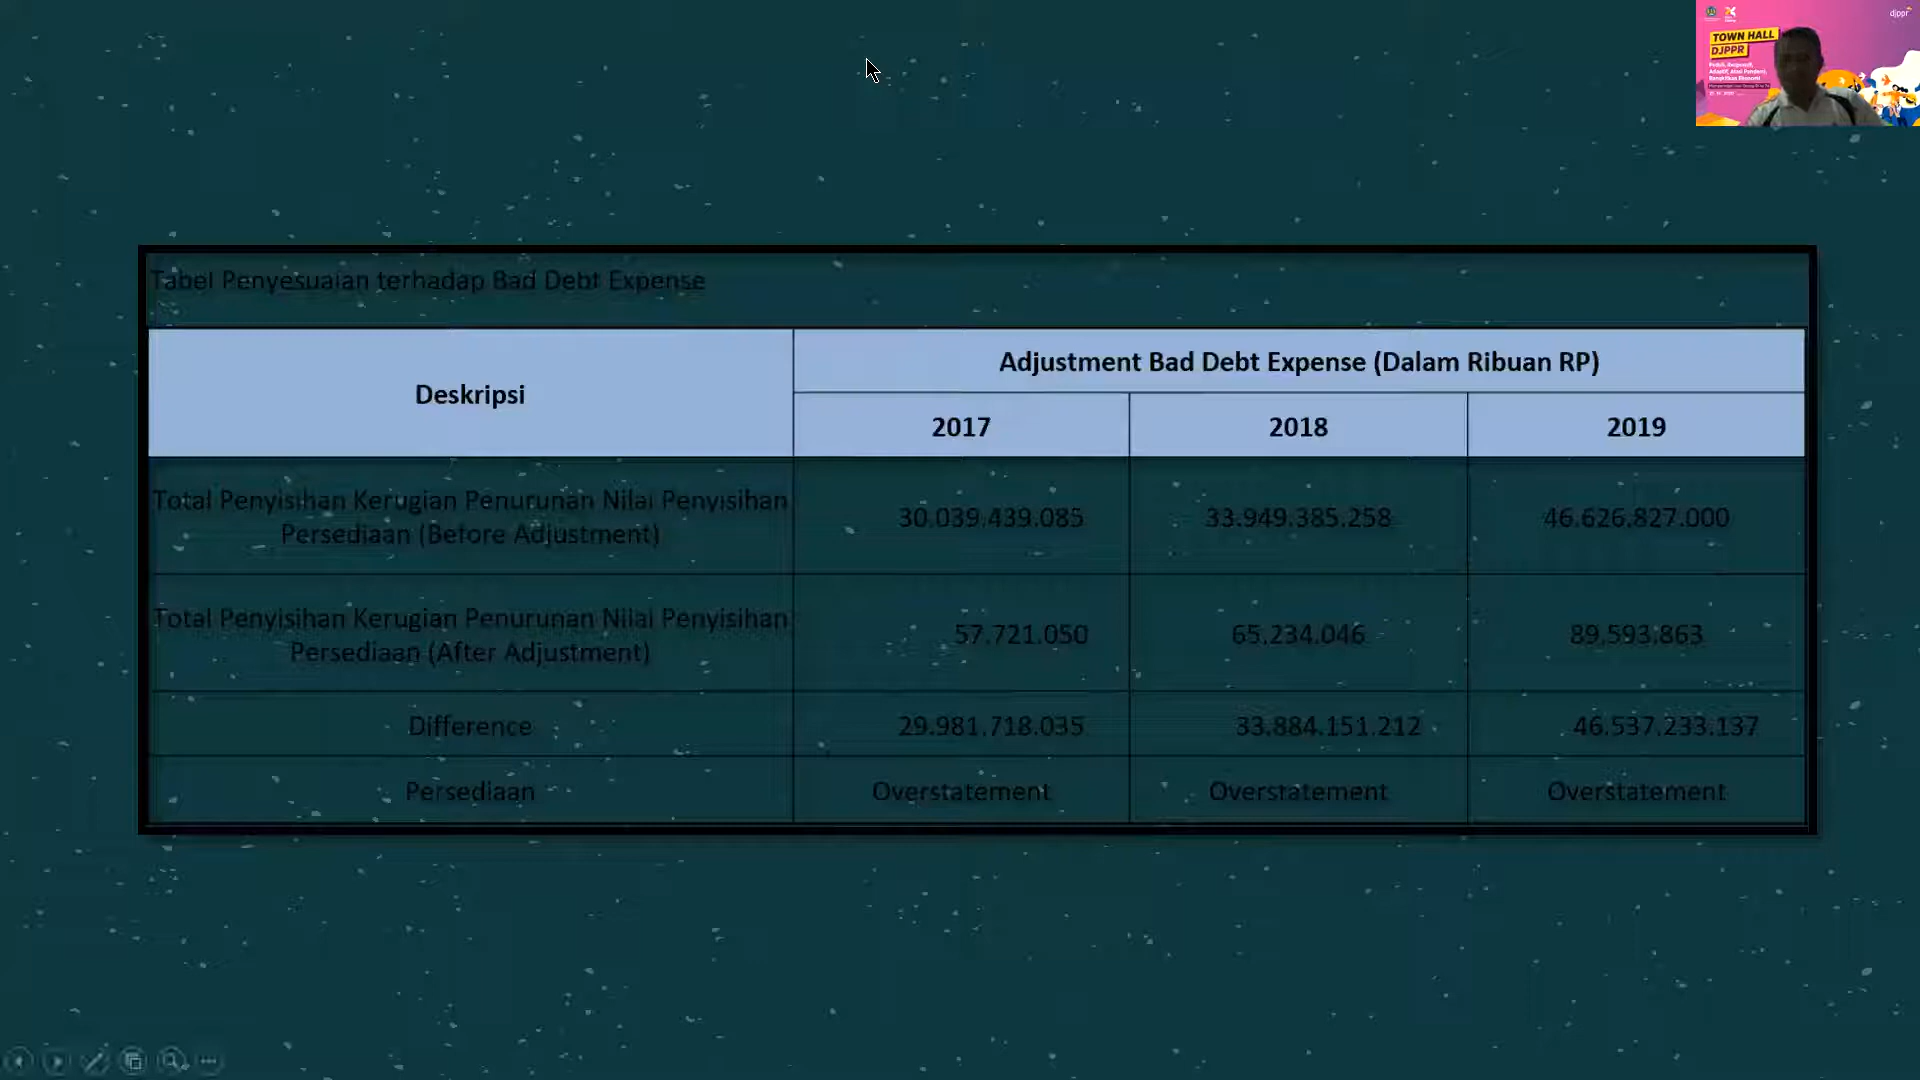 djppr
TOWN HALL
DJPPR
Tabel Penyesuaian terhadap Bad Debt Expense
Deskripsi
Adjustment Bad Debt Expense (Dalam Ribuan RP)
2017 2018 2019
Total Penyisihan Kerugian Penurunan Nilai Penyisihan
Persediaan (Before Adjustment)
30.039.439.085 33.949.385.258 46.626.827.000
Total Penyisihan Kerugian Penurunan Nilai Penyisihan
Persediaan (After Adjustment)
57.721.050 65.234.046 89.593.863
Difference 29.981.718.035 33.884.151.212 46.537.233.137
Persediaan Overstatement Overstatement Overstatement